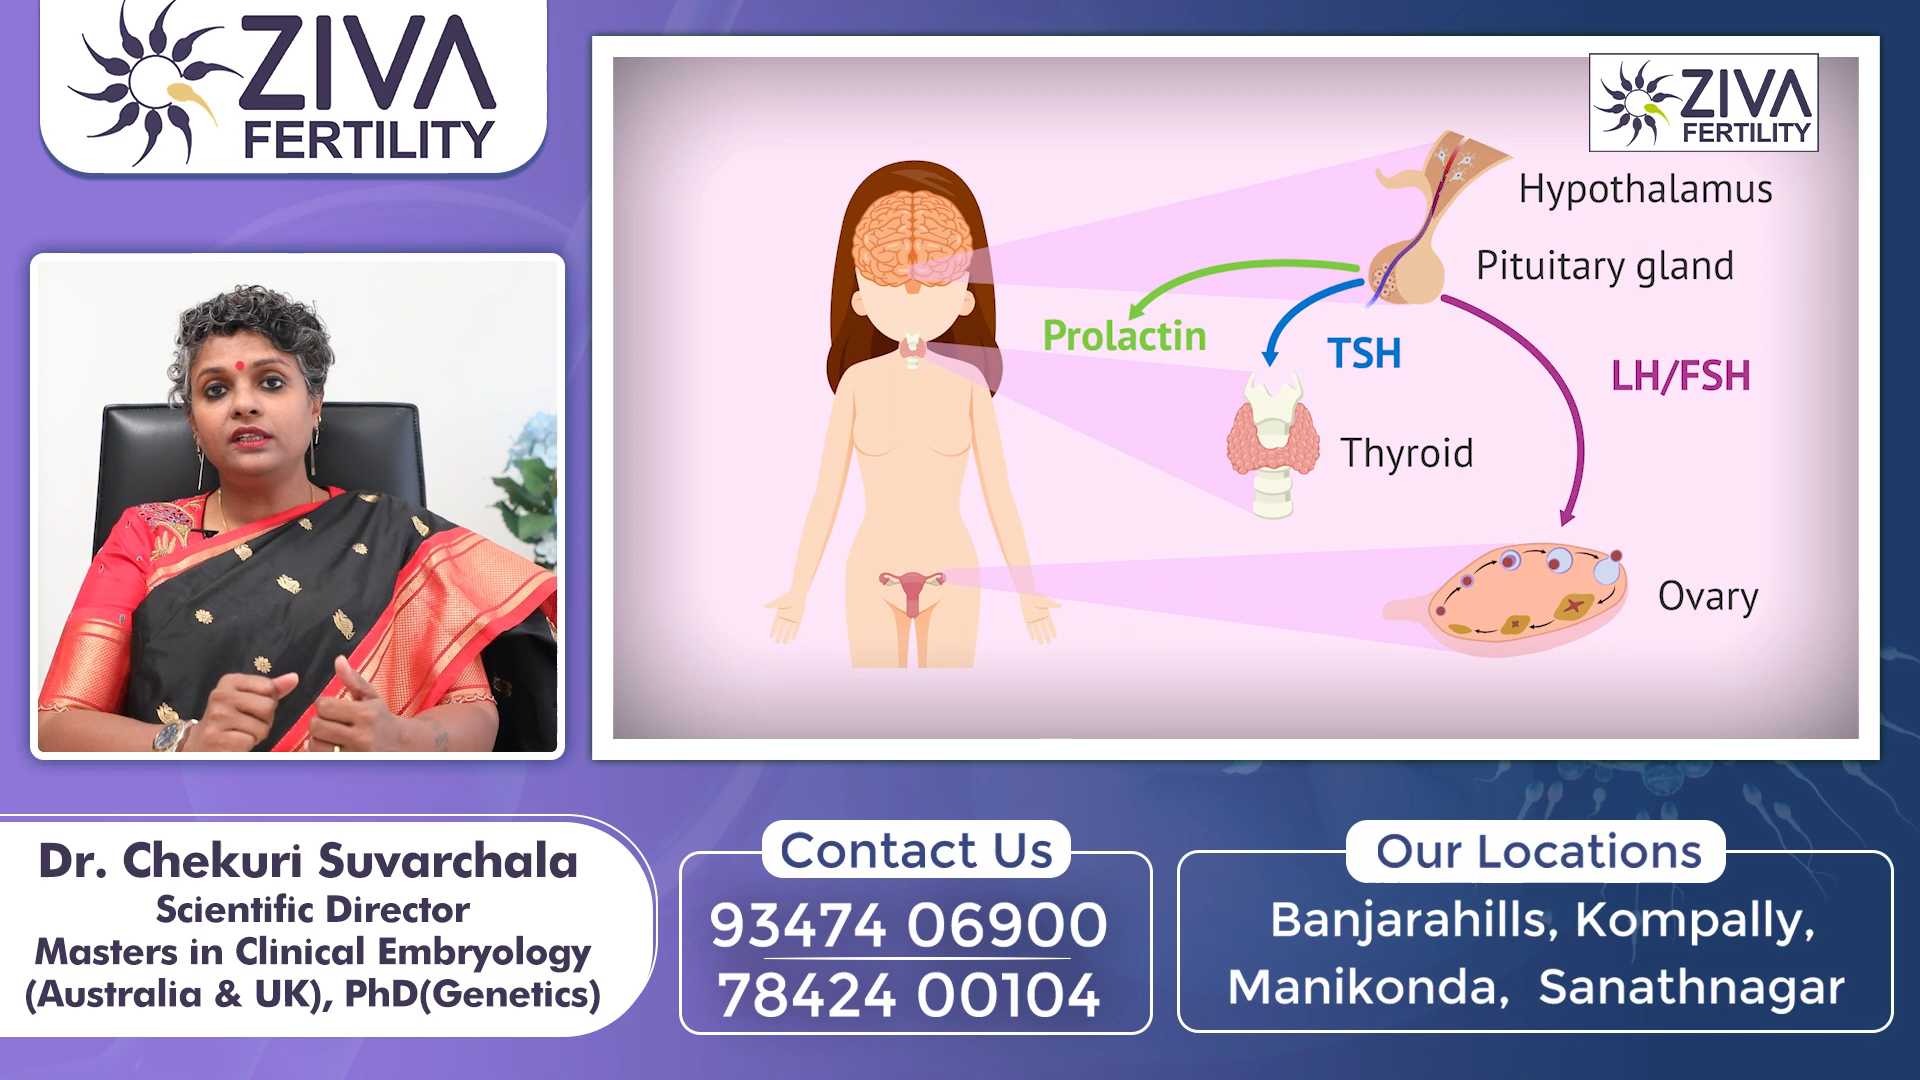 ZIVA
FERTILITY
ZIVA
FERTILITY
Hypothalamus
Pituitary gland
Prolactin
TSH
LH/FSH
Thyroid
Ovary
Dr. Chekuri Suvarchala
Scientific Director
Masters in Clinical Embryology
(Australia & UK), PhD(Genetics)
Contact Us
93474 06900
78424 00104
Our Locations
Banjarahills, Kompally,
Manikonda, Sanathnagar